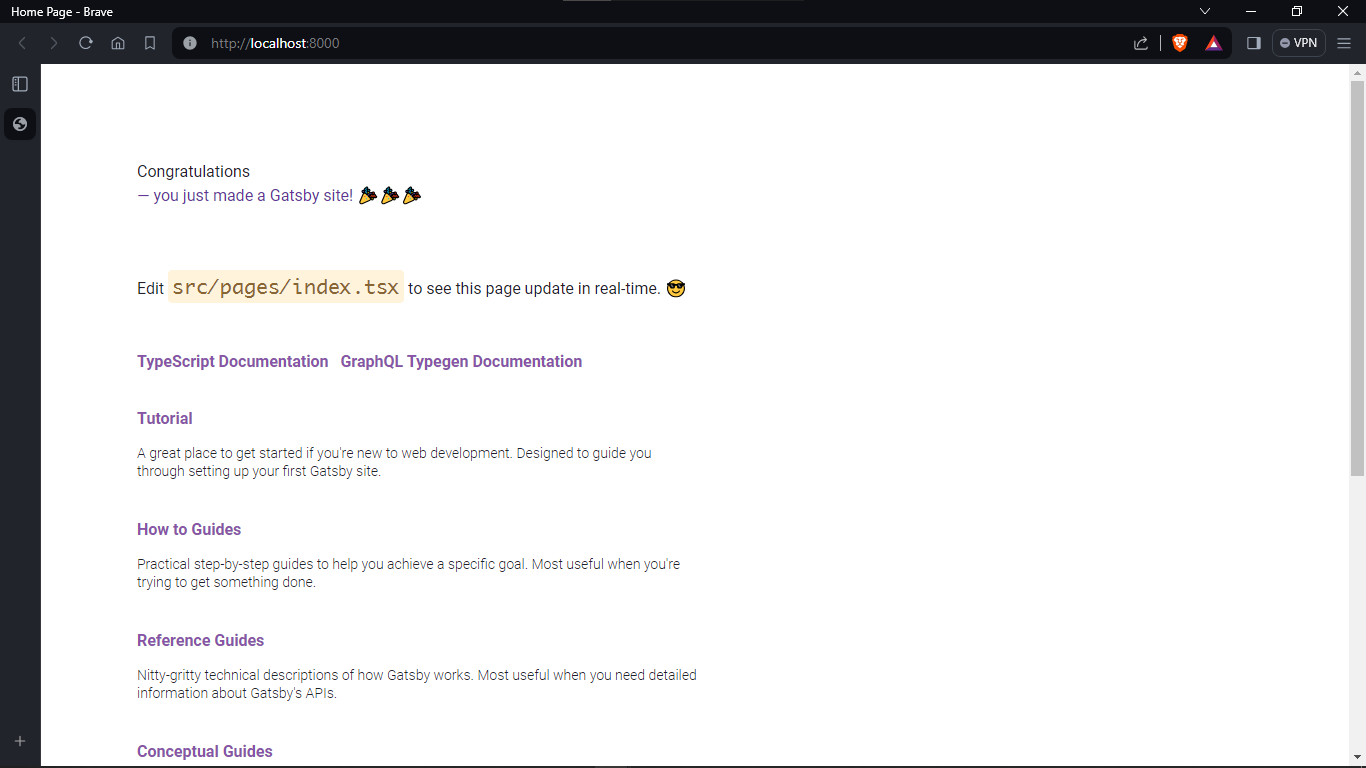 Home Page - Brave
http://localhost:8000
VPN
Congratulations
— you just made a Gatsby site! 🎉🎉🎉
Edit src/pages/index.tsx to see this page update in real-time. 😎
TypeScript Documentation GraphQL Typegen Documentation
Tutorial
A great place to get started if you're new to web development. Designed to guide you
through setting up your first Gatsby site.
How to Guides
Practical step-by-step guides to help you achieve a specific goal. Most useful when you're
trying to get something done.
Reference Guides
Nitty-gritty technical descriptions of how Gatsby works. Most useful when you need detailed
information about Gatsby's APIs.
Conceptual Guides